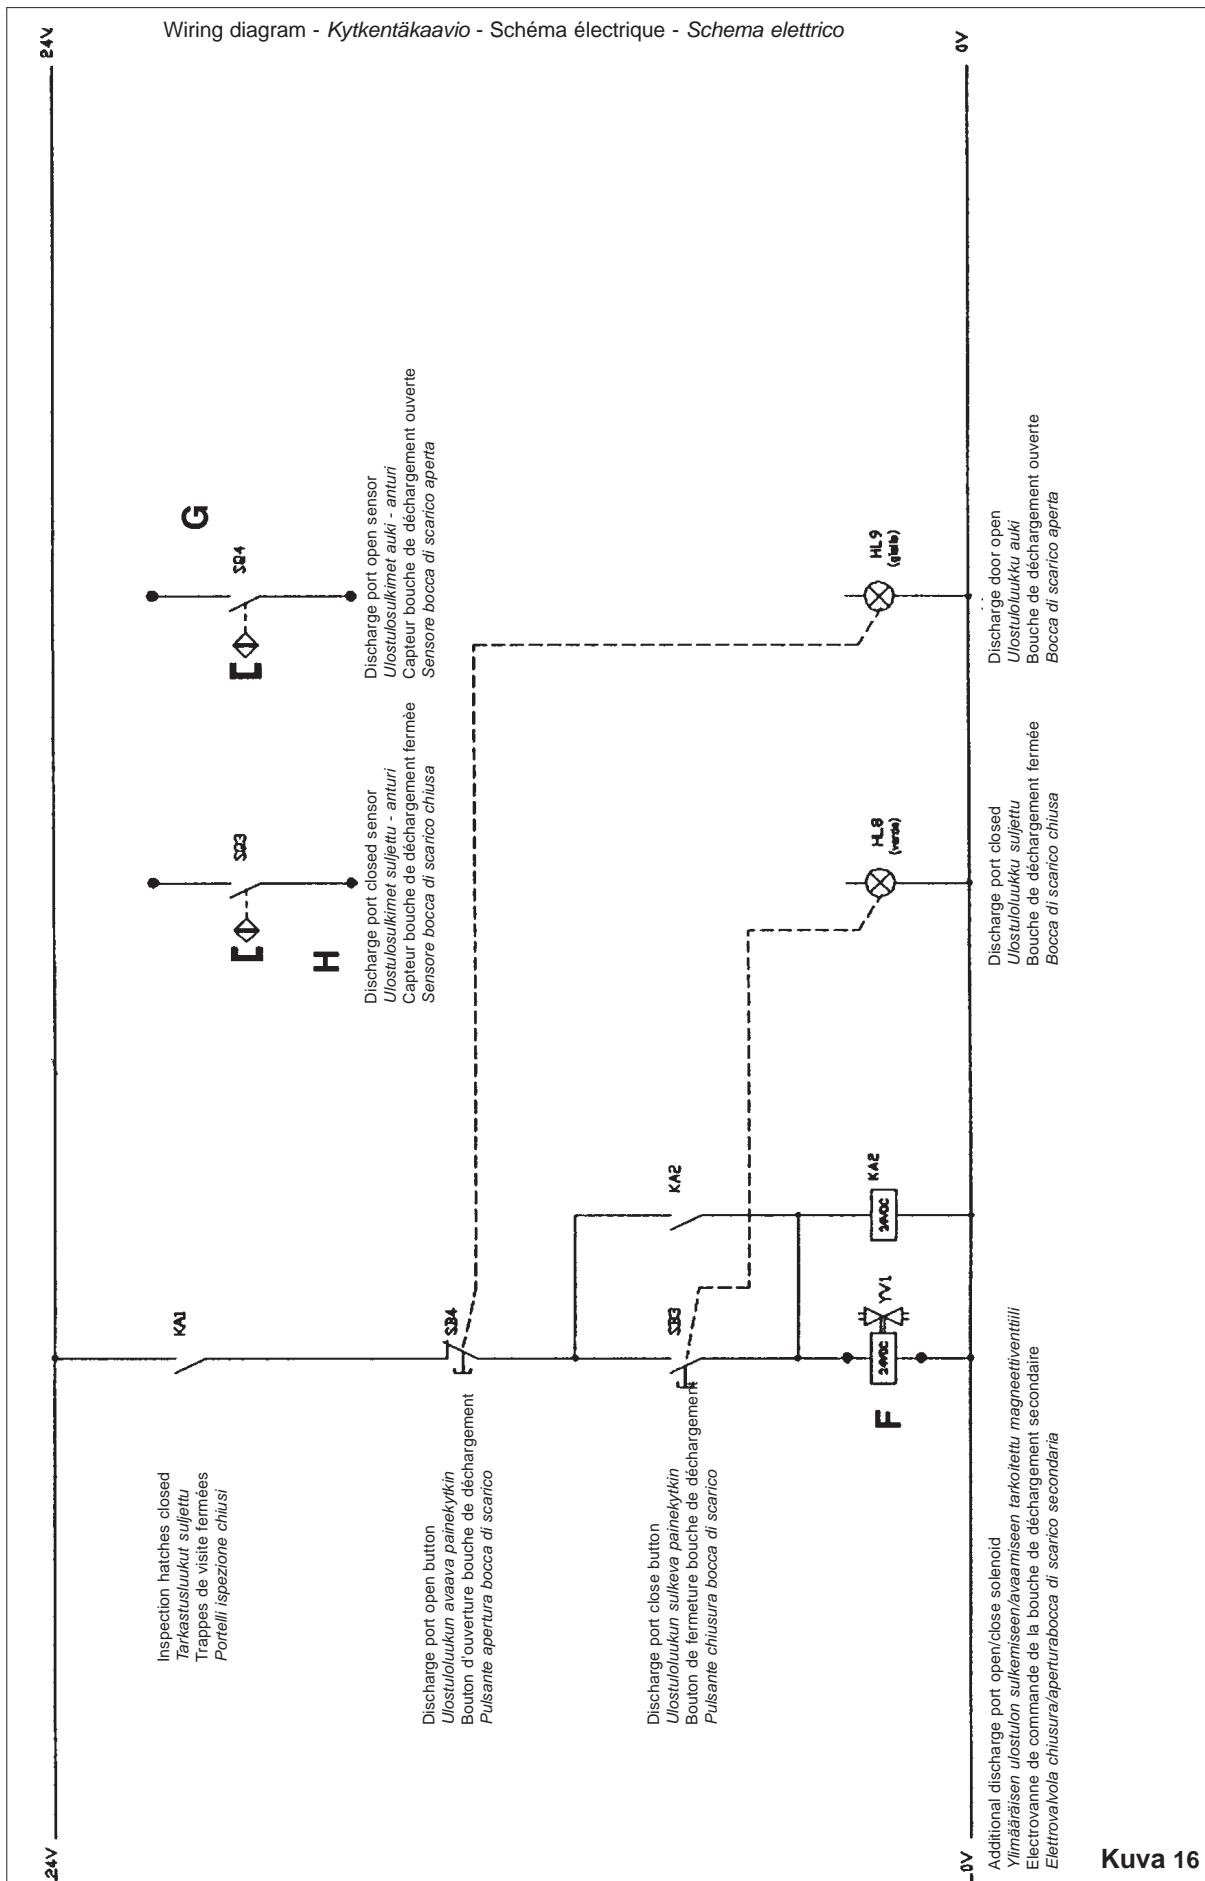 Wiring diagram - Kytkentäkaavio - Schéma électrique - Schema elettrico
24V
24V
0V
0V
KA1
Inspection hatches closed
Tarkastusluukut suljettu
Trappes de visite fermées
Portelli ispezione chiusi
SB4
Discharge port open button
Ulostuloluukun avaava painekytkin
Bouton d'ouverture bouche de déchargement
Pulsante apertura bocca di scarico
SB3
KA2
Discharge port close button
Ulostuloluukun sulkeva painekytkin
Bouton de fermeture bouche de déchargement
Pulsante chiusura bocca di scarico
F
24VDC
YV1
24VDC
KA2
Additional discharge port open/close solenoid
Ylimääräisen ulostulon sulkemiseen/avaamiseen tarkoitettu magneettiventtiili
Electrovanne de commande de la bouche de déchargement secondaire
Elettrovalvola chiusura/aperturabocca di scarico secondaria
SQ3
H
Discharge port closed sensor
Ulostulosulkimet suljettu - anturi
Capteur bouche de déchargement fermèe
Sensore bocca di scarico chiusa
G
SQ4
Discharge port open sensor
Ulostulosulkimet auki - anturi
Capteur bouche de déchargement ouverte
Sensore bocca di scarico aperta
HL8
(verde)
Discharge port closed
Ulostuloluukku suljettu
Bouche de déchargement fermée
Bocca di scarico chiusa
HL9
(giallo)
Discharge door open
Ulostuloluukku auki
Bouche de déchargement ouverte
Bocca di scarico aperta
Kuva 16